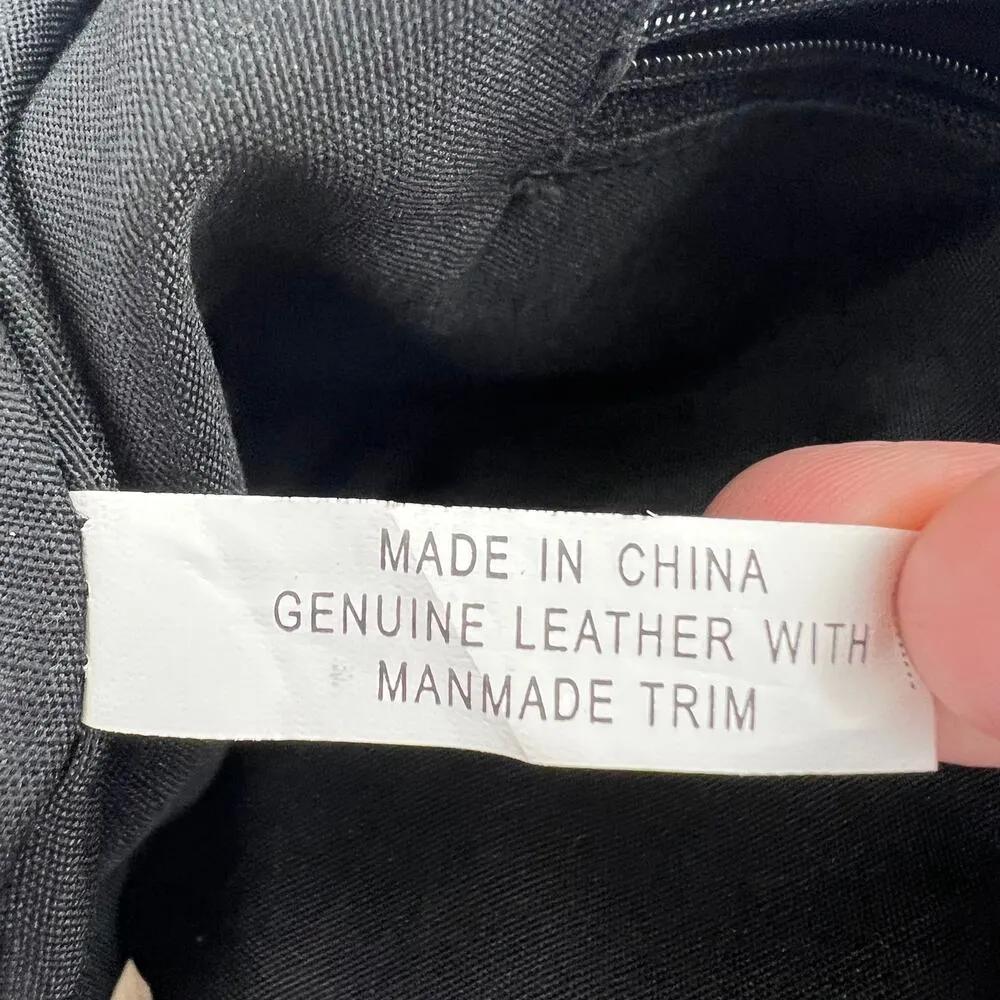 MADE IN CHINA
GENUINE LEATHER WITH
MANMADE TRIM